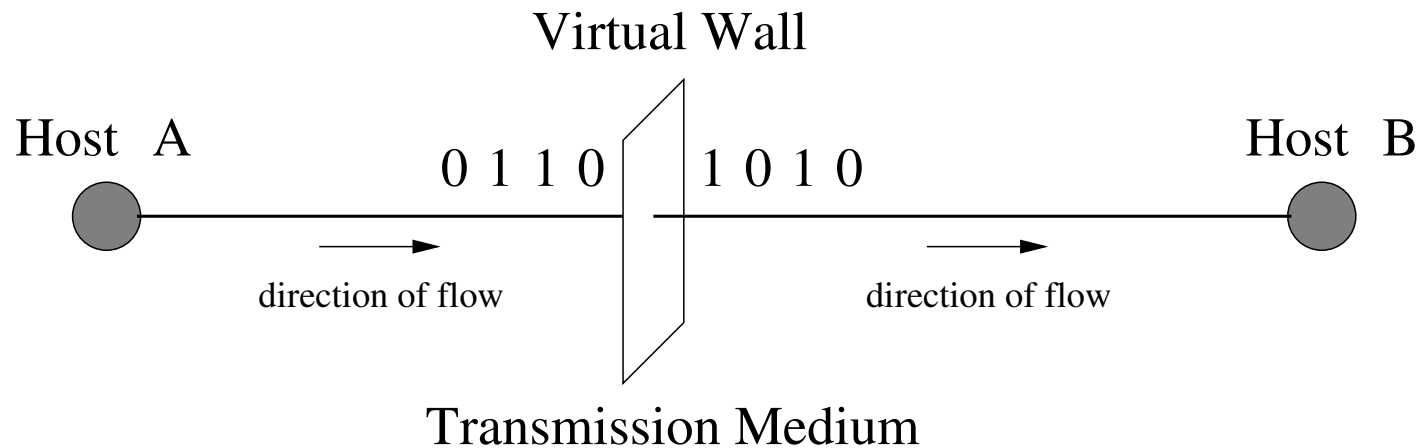 Virtual Wall
Host A
0 1 1 0
1 0 1 0
Host B
direction of flow
direction of flow
Transmission Medium